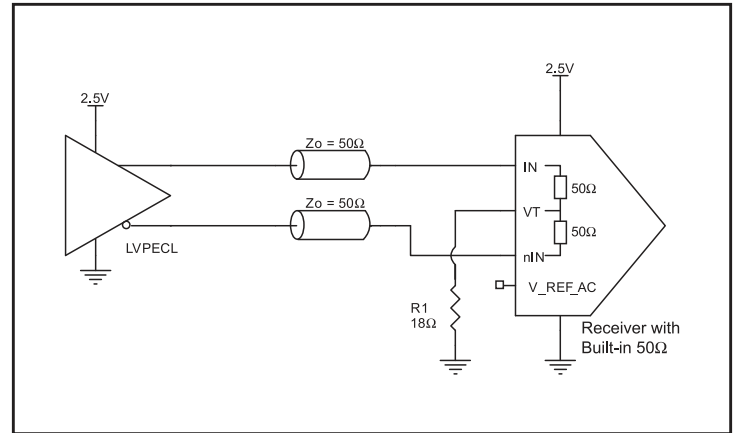 2.5V
2.5V
Zo = 50Ω
IN
50Ω
Zo = 50Ω
VT
50Ω
LVPECL
nIN
V_REF_AC
R1
18Ω
Receiver with
Built-in 50Ω